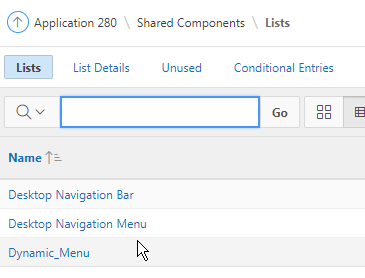 Application 280 \ Shared Components \ Lists
Lists List Details Unused Conditional Entries
Go
Name
Desktop Navigation Bar
Desktop Navigation Menu
Dynamic_Menu